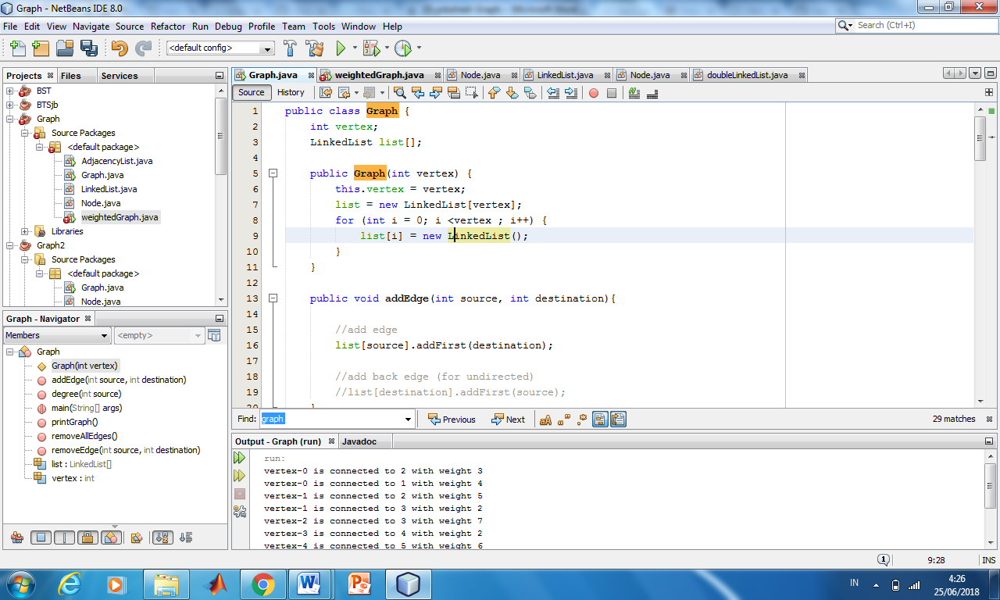 Graph - NetBeans IDE 8.0
File Edit View Navigate Source Refactor Run Debug Profile Team Tools Window Help
Search (Ctrl+I)
<default config>
Projects Files Services
BST
BTSjb
Graph
Source Packages
<default package>
AdjacencyList.java
Graph.java
LinkedList.java
Node.java
weightedGraph.java
Libraries
Graph2
Source Packages
<default package>
Graph.java
Node.java
Graph - Navigator
Members <empty>
Graph
Graph(int vertex)
addEdge(int source, int destination)
degree(int source)
main(String[] args)
printGraph()
removeAllEdges()
removeEdge(int source, int destination)
list : LinkedList[]
vertex : int
Graph.java weightedGraph.java Node.java LinkedList.java Node.java doubleLinkedList.java
Source History
1 public class Graph {
2 int vertex;
3 LinkedList list[];
4
5 public Graph(int vertex) {
6 this.vertex = vertex;
7 list = new LinkedList[vertex];
8 for (int i = 0; i <vertex ; i++) {
9 list[i] = new LinkedList();
10 }
11 }
12
13 public void addEdge(int source, int destination){
14
15 //add edge
16 list[source].addFirst(destination);
17
18 //add back edge (for undirected)
19 //list[destination].addFirst(source);
20 }
Find: graph Previous Next 29 matches
Output - Graph (run) Javadoc
run:
vertex-0 is connected to 2 with weight 3
vertex-0 is connected to 1 with weight 4
vertex-1 is connected to 2 with weight 5
vertex-1 is connected to 3 with weight 2
vertex-2 is connected to 3 with weight 7
vertex-3 is connected to 4 with weight 2
vertex-4 is connected to 5 with weight 6
1 9:28 INS
IN 4:26
25/06/2018